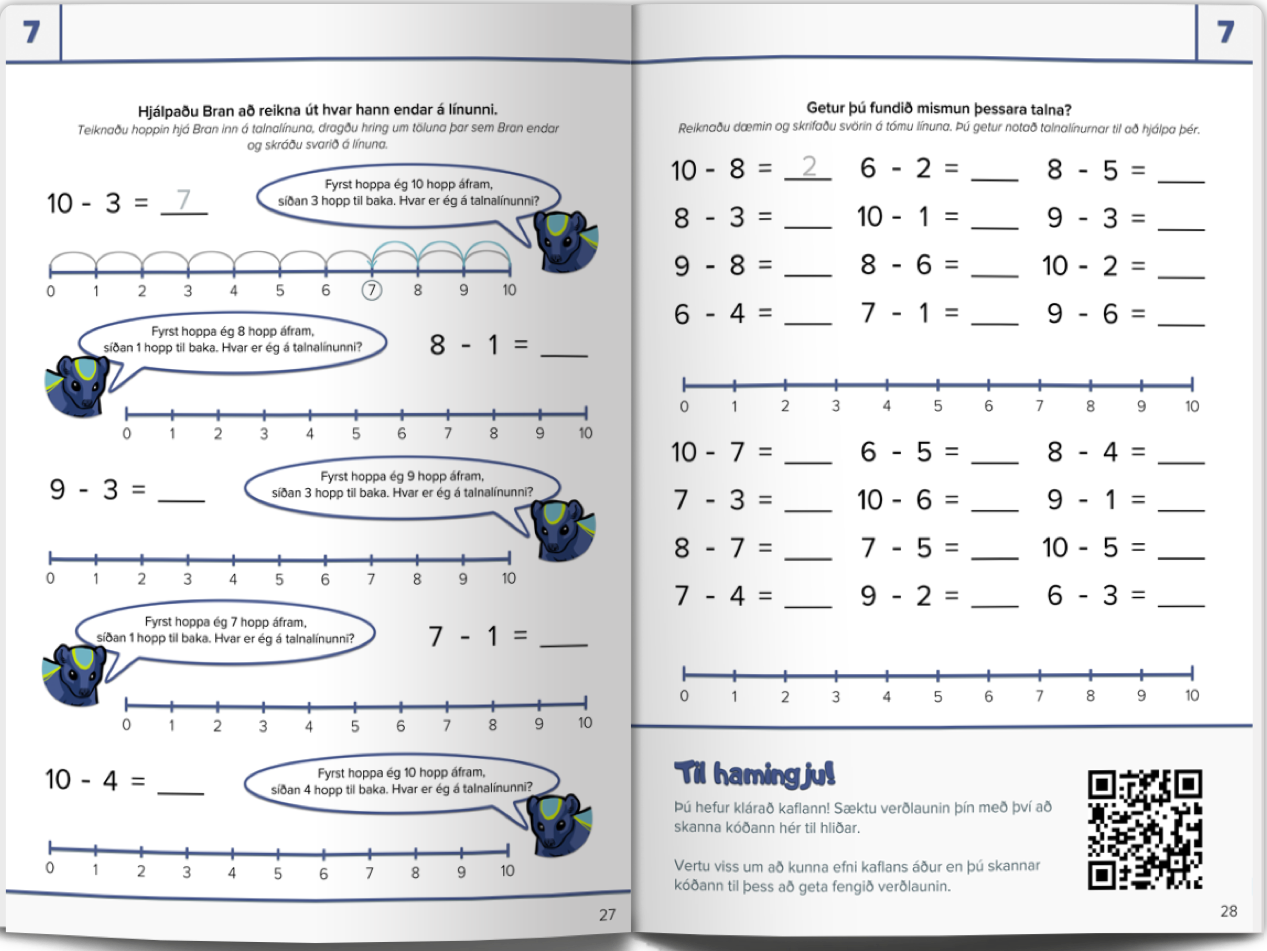 7
Hjálpaðu Bran að reikna út hvar hann endar á línunni.
Teiknaðu hoppin hjá Bran inn á talnalínuna, dragðu hring um töluna þar sem Bran endar
og skráðu svarið á línuna.
10 - 3 = 7
Fyrst hoppa ég 10 hopp áfram,
síðan 3 hopp til baka. Hvar er ég á talnalínunni?
0 1 2 3 4 5 6 7 8 9 10
Fyrst hoppa ég 8 hopp áfram,
síðan 1 hopp til baka. Hvar er ég á talnalínunni?
8 - 1 = ___
0 1 2 3 4 5 6 7 8 9 10
9 - 3 = ___
Fyrst hoppa ég 9 hopp áfram,
síðan 3 hopp til baka. Hvar er ég á talnalínunni?
0 1 2 3 4 5 6 7 8 9 10
Fyrst hoppa ég 7 hopp áfram,
síðan 1 hopp til baka. Hvar er ég á talnalínunni?
7 - 1 = ___
0 1 2 3 4 5 6 7 8 9 10
10 - 4 = ___
Fyrst hoppa ég 10 hopp áfram,
síðan 4 hopp til baka. Hvar er ég á talnalínunni?
0 1 2 3 4 5 6 7 8 9 10
27
7
Getur þú fundið mismun þessara talna?
Reiknaðu dæmin og skrifaðu svörin á tómu línuna. Þú getur notað talnalínurnar til að hjálpa þér.
10 - 8 = 2 6 - 2 = ___ 8 - 5 = ___
8 - 3 = ___ 10 - 1 = ___ 9 - 3 = ___
9 - 8 = ___ 8 - 6 = ___ 10 - 2 = ___
6 - 4 = ___ 7 - 1 = ___ 9 - 6 = ___
0 1 2 3 4 5 6 7 8 9 10
10 - 7 = ___ 6 - 5 = ___ 8 - 4 = ___
7 - 3 = ___ 10 - 6 = ___ 9 - 1 = ___
8 - 7 = ___ 7 - 5 = ___ 10 - 5 = ___
7 - 4 = ___ 9 - 2 = ___ 6 - 3 = ___
0 1 2 3 4 5 6 7 8 9 10
Til hamingju!
Þú hefur klárað kaflann! Sæktu verðlaunin þín með því að
skanna kóðann hér til hliðar.
Vertu viss um að kunna efni kaflans áður en þú skannar
kóðann til þess að geta fengið verðlaunin.
28